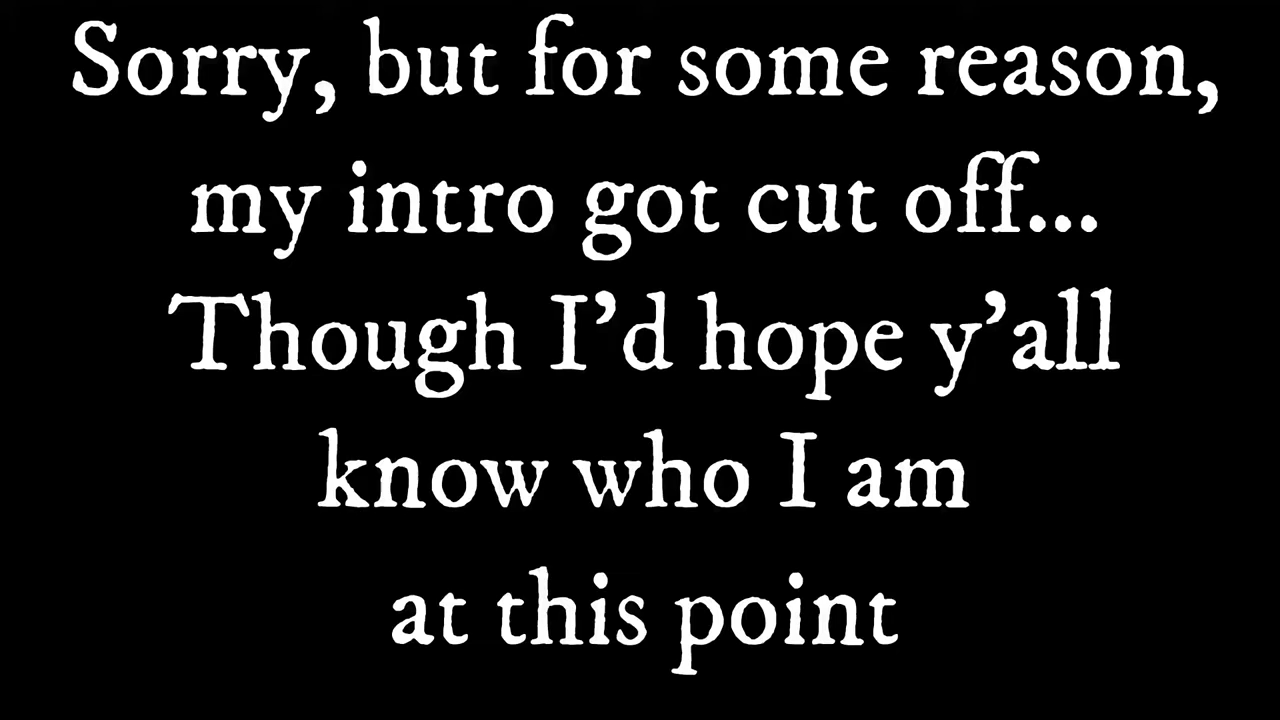 Sorry, but for some reason,
my intro got cut off...
Though I'd hope y'all
know who I am
at this point